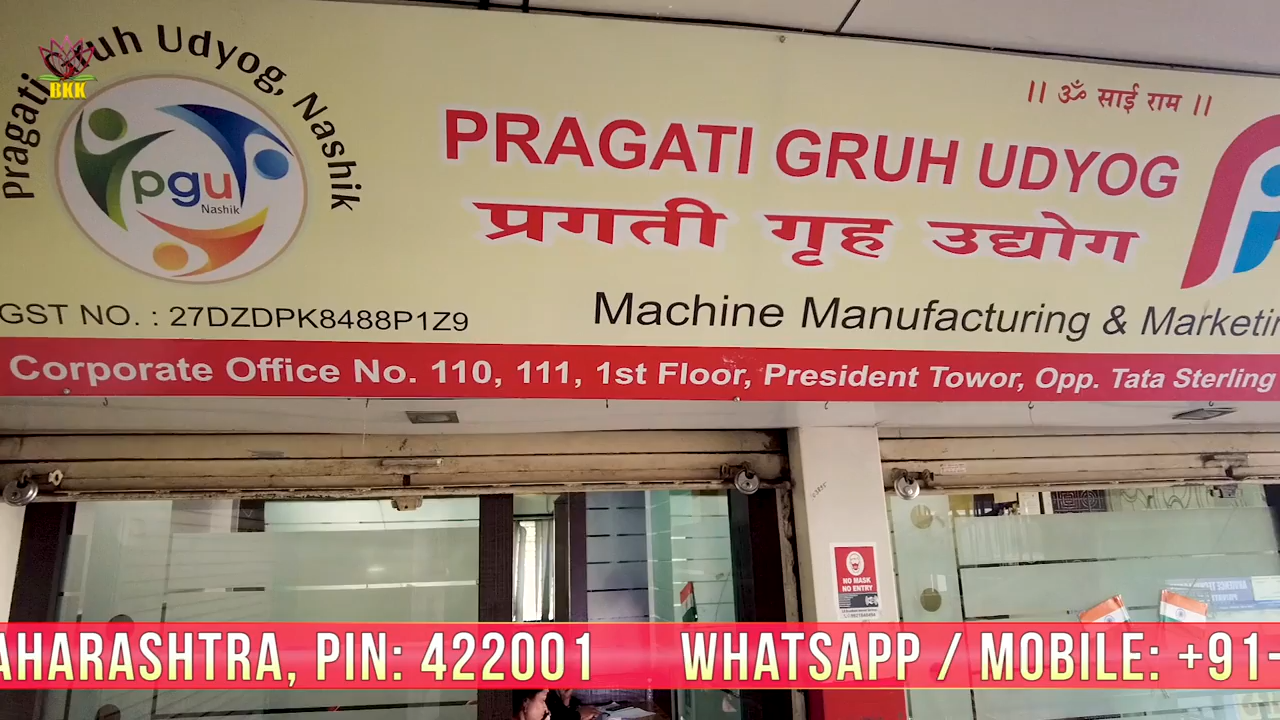 BKK
Pragati Gruh Udyog, Nashik
pgu
Nashik
|| ॐ साई राम ||
PRAGATI GRUH UDYOG
प्रगती गृह उद्योग
GST NO. : 27DZDPK8488P1Z9
Machine Manufacturing & Marketin
Corporate Office No. 110, 111, 1st Floor, President Towor, Opp. Tata Sterling
NO MASK
NO ENTRY
AHARASHTRA, PIN: 422001 WHATSAPP / MOBILE: +91-